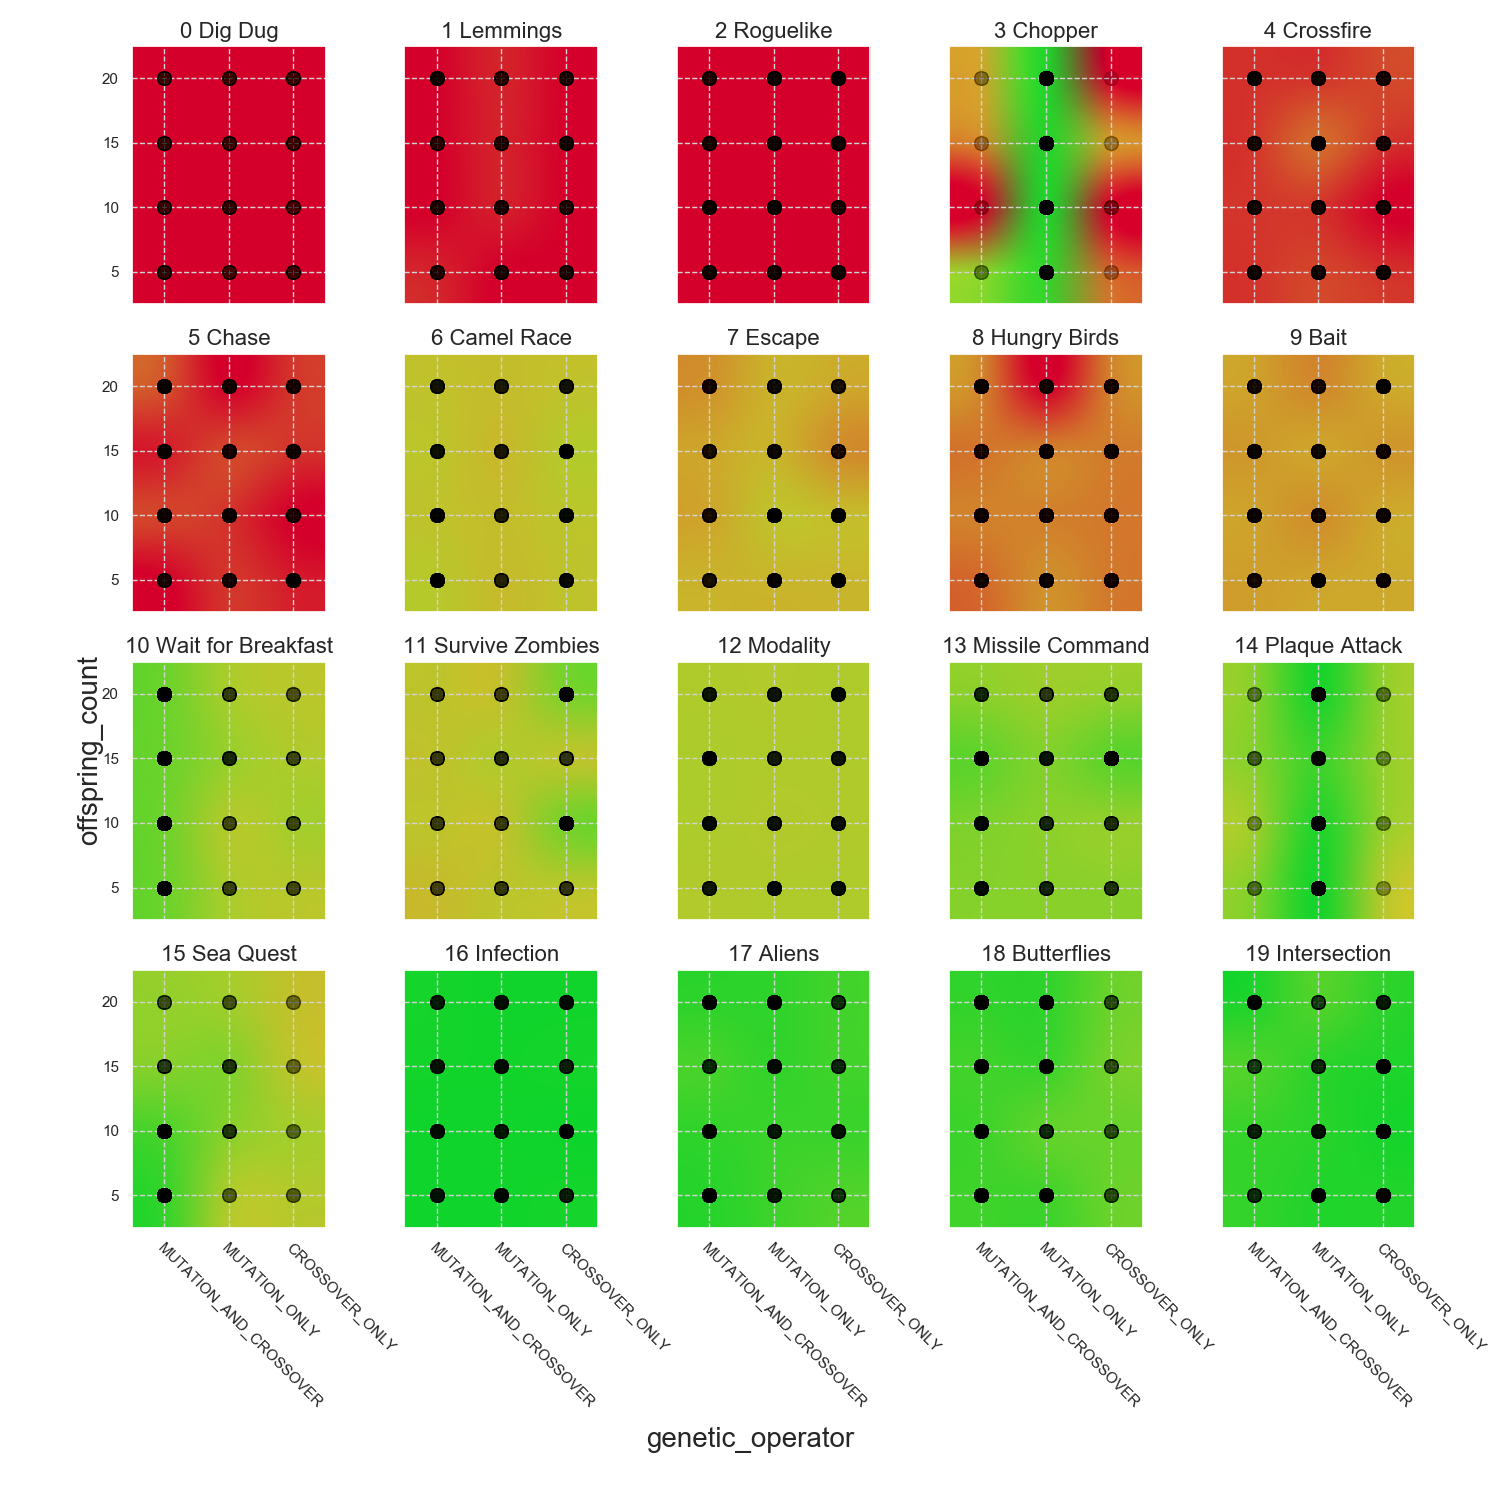 0 Dig Dug
1 Lemmings
2 Roguelike
3 Chopper
4 Crossfire
20
15
10
5
5 Chase
6 Camel Race
7 Escape
8 Hungry Birds
9 Bait
20
15
10
5
10 Wait for Breakfast
11 Survive Zombies
12 Modality
13 Missile Command
14 Plaque Attack
20
15
10
5
offspring_count
15 Sea Quest
16 Infection
17 Aliens
18 Butterflies
19 Intersection
20
15
10
5
MUTATION_AND_CROSSOVER
MUTATION_ONLY
CROSSOVER_ONLY
MUTATION_AND_CROSSOVER
MUTATION_ONLY
CROSSOVER_ONLY
MUTATION_AND_CROSSOVER
MUTATION_ONLY
CROSSOVER_ONLY
MUTATION_AND_CROSSOVER
MUTATION_ONLY
CROSSOVER_ONLY
MUTATION_AND_CROSSOVER
MUTATION_ONLY
CROSSOVER_ONLY
genetic_operator